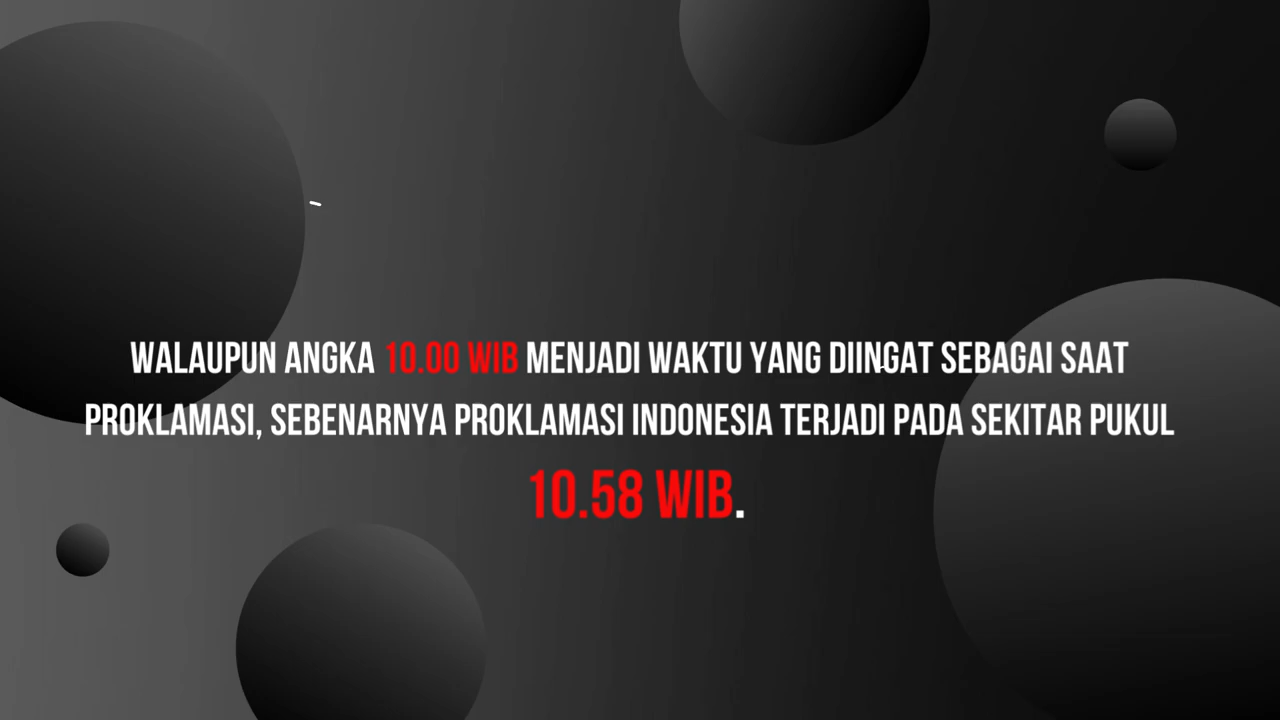 WALAUPUN ANGKA 10.00 WIB MENJADI WAKTU YANG DIINGAT SEBAGAI SAAT
PROKLAMASI, SEBENARNYA PROKLAMASI INDONESIA TERJADI PADA SEKITAR PUKUL
10.58 WIB.